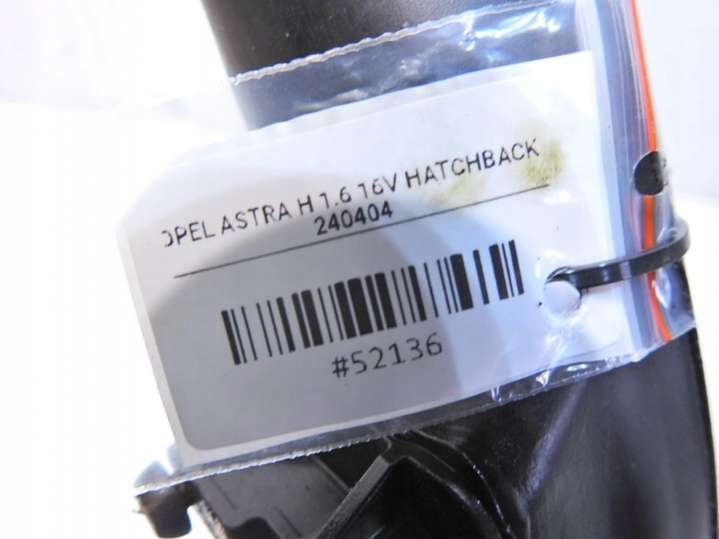 OPEL ASTRA H 1.6 16V HATCHBACK
240404
#52136